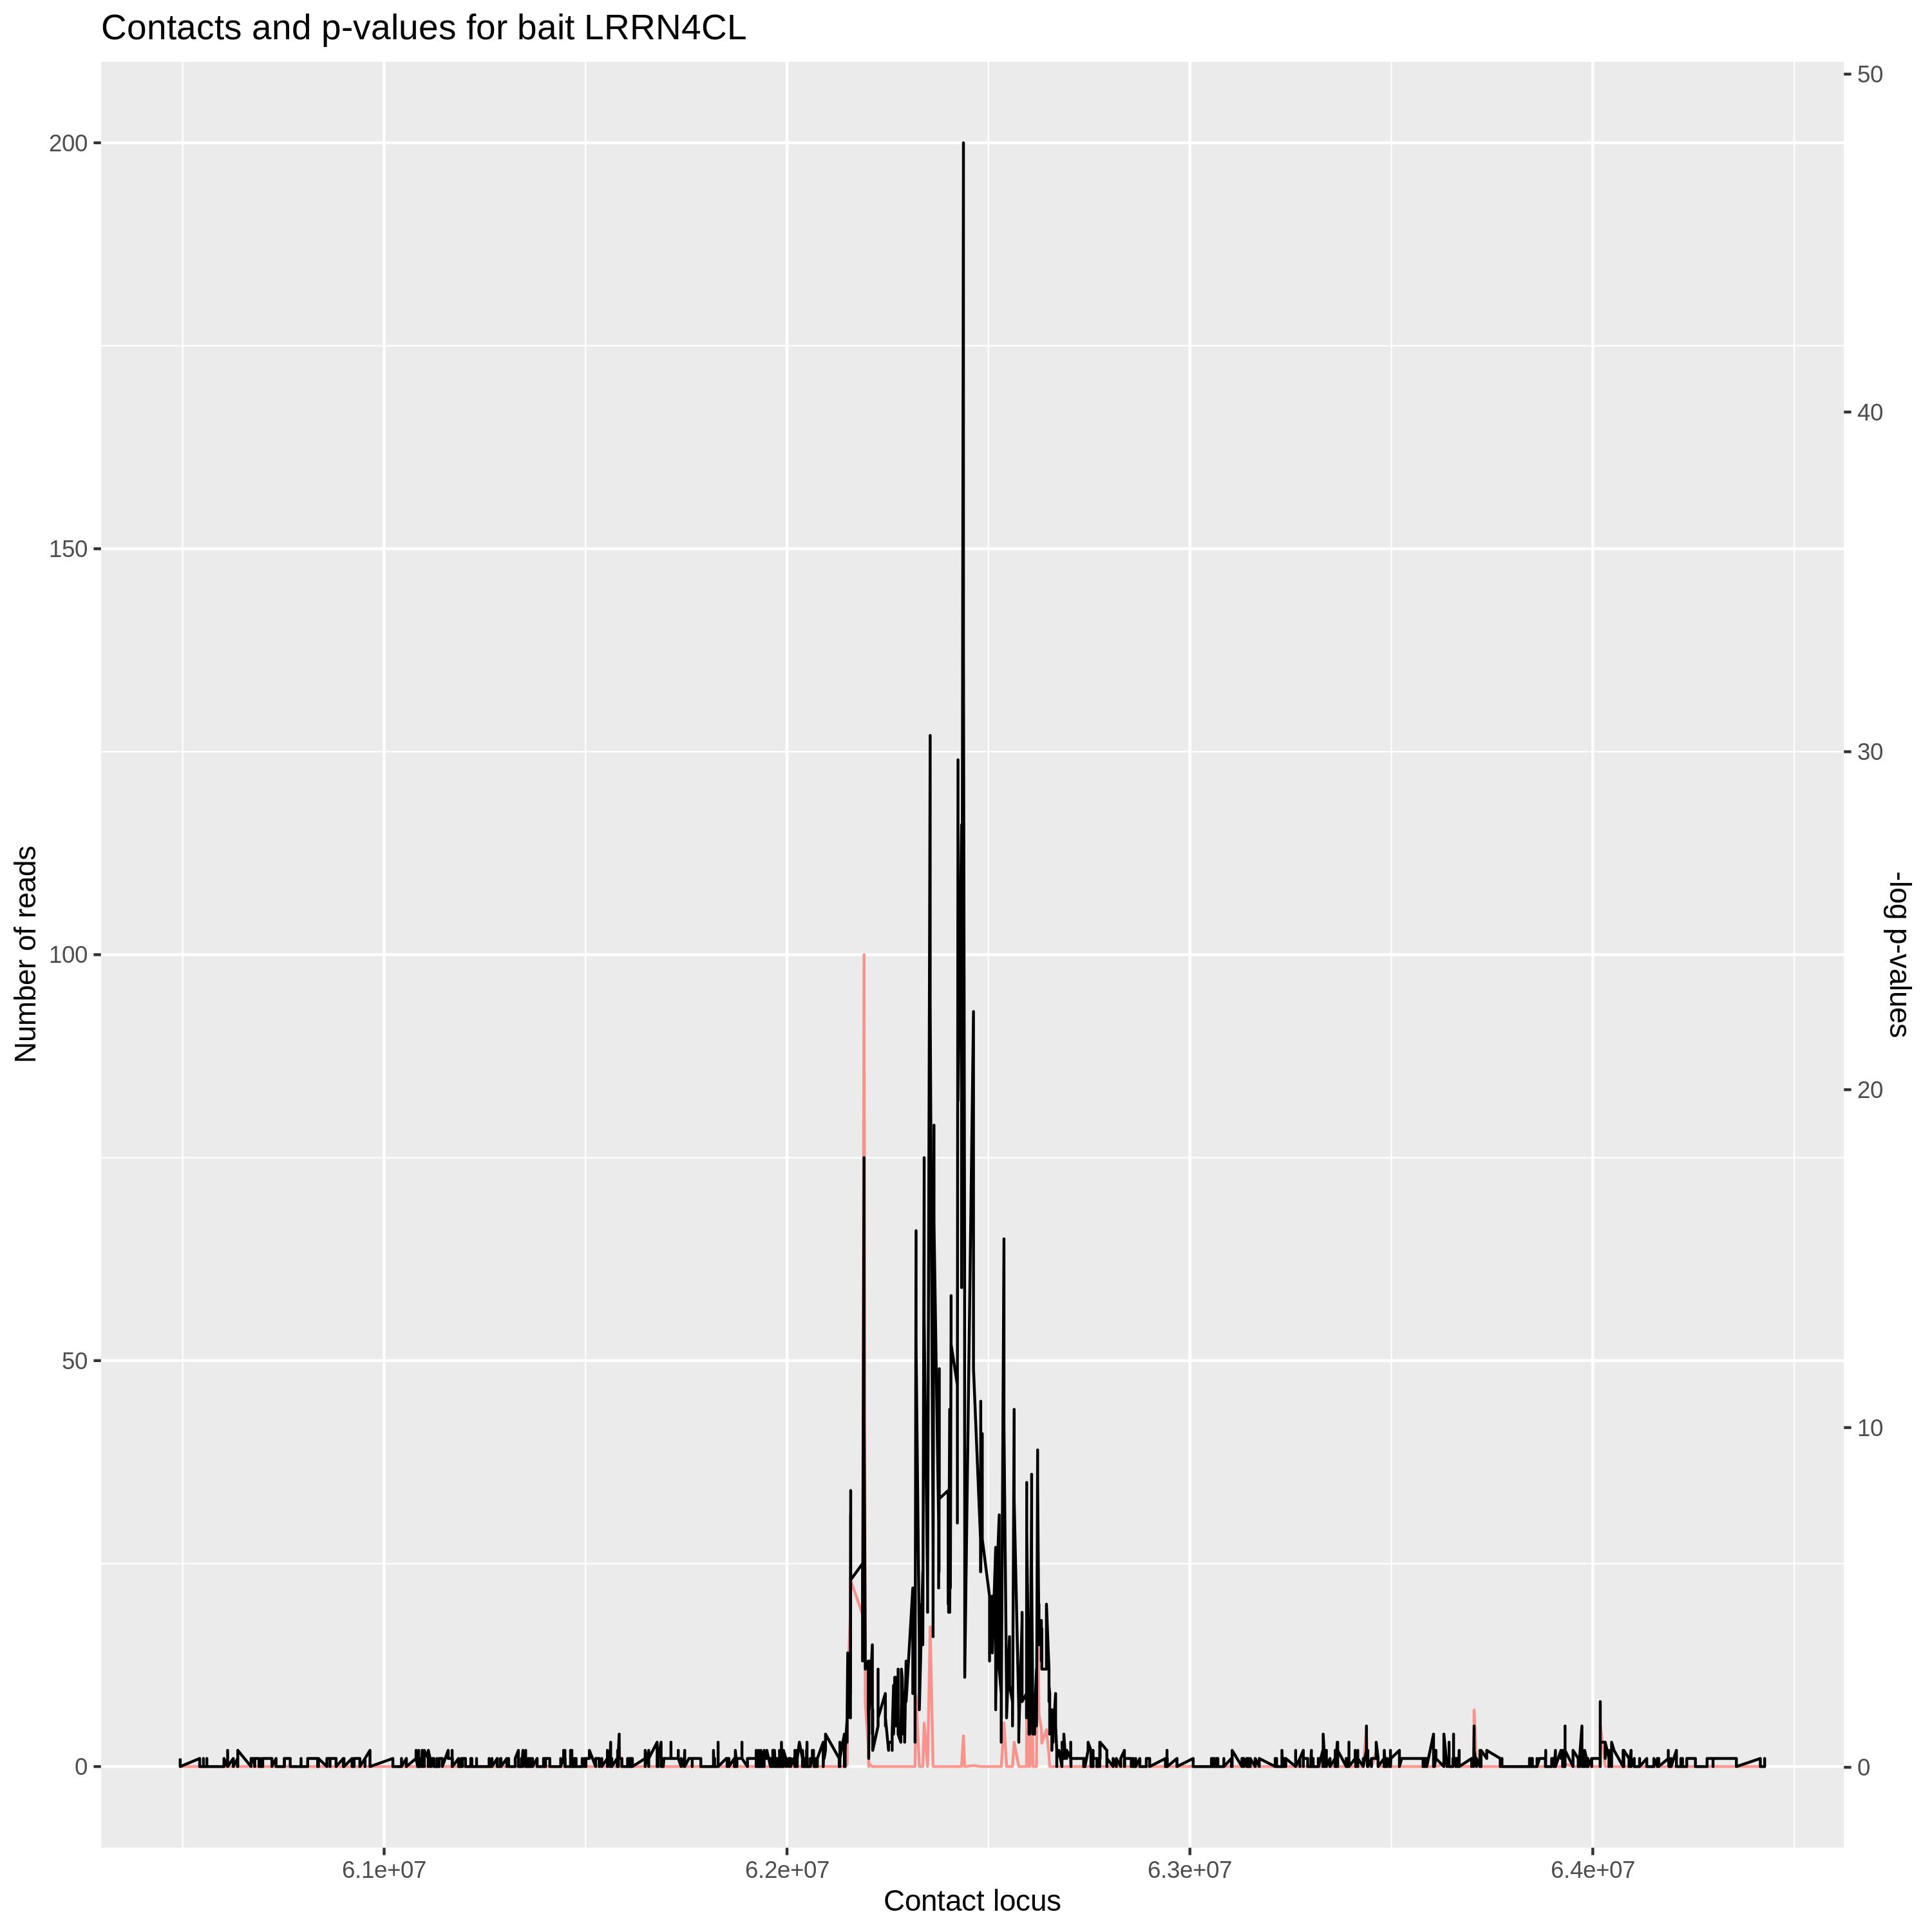 Contacts and p-values for bait LRRN4CL
200
150
100
50
0
Number of reads
50
40
30
20
10
0
-log p-values
6.1e+07 6.2e+07 6.3e+07 6.4e+07
Contact locus